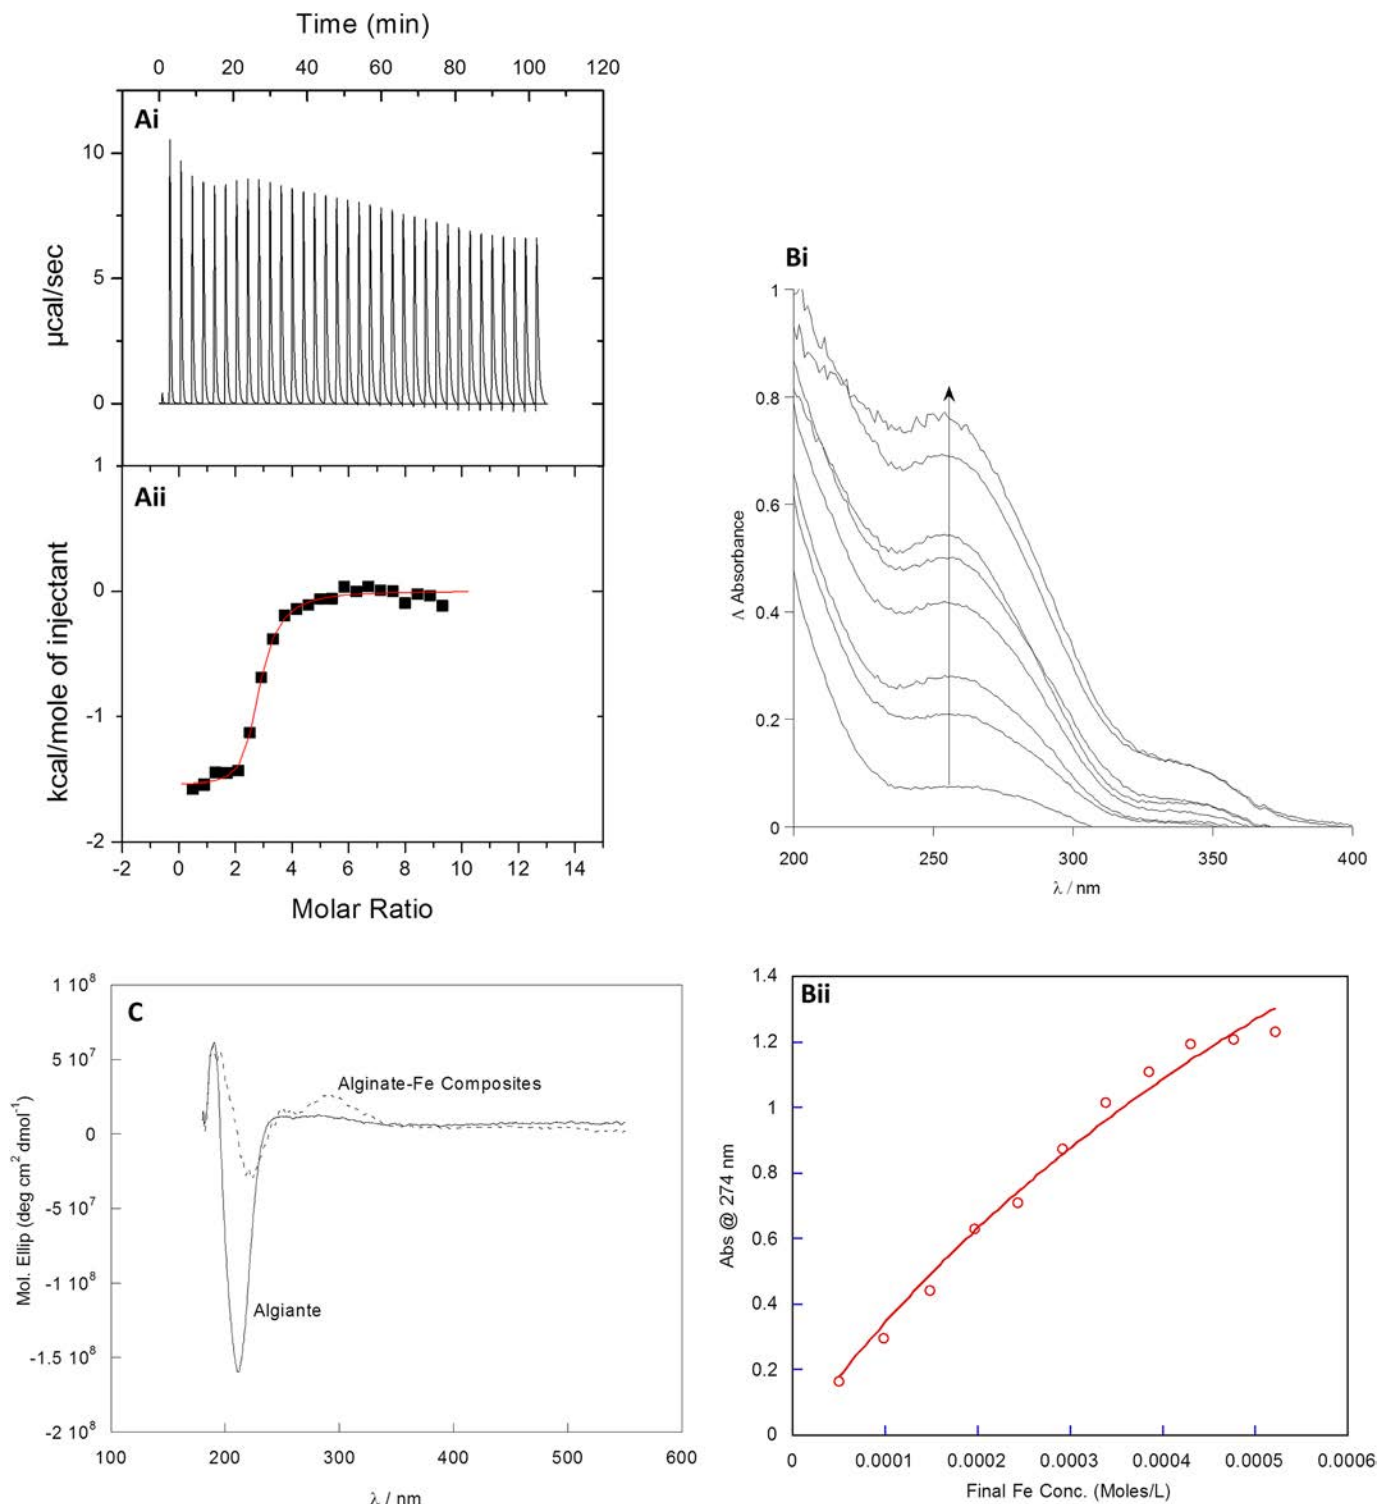 Time (min)
0 20 40 60 80 100 120
Ai
10
5
0
µcal/sec
1
Aii
0
-1
-2
kcal/mole of injectant
-2 0 2 4 6 8 10 12 14
Molar Ratio
Bi
1
0.8
0.6
0.4
0.2
0
Λ Absorbance
200 250 300 350 400
λ / nm
C
1 10⁸
5 10⁷
0
-5 10⁷
-1 10⁸
-1.5 10⁸
-2 10⁸
Mol. Ellip (deg cm² dmol⁻¹)
Alginate-Fe Composites
Algiante
100 200 300 400 500 600
λ / nm
Bii
1.4
1.2
1
0.8
0.6
0.4
0.2
0
Abs @ 274 nm
0 0.0001 0.0002 0.0003 0.0004 0.0005 0.0006
Final Fe Conc. (Moles/L)